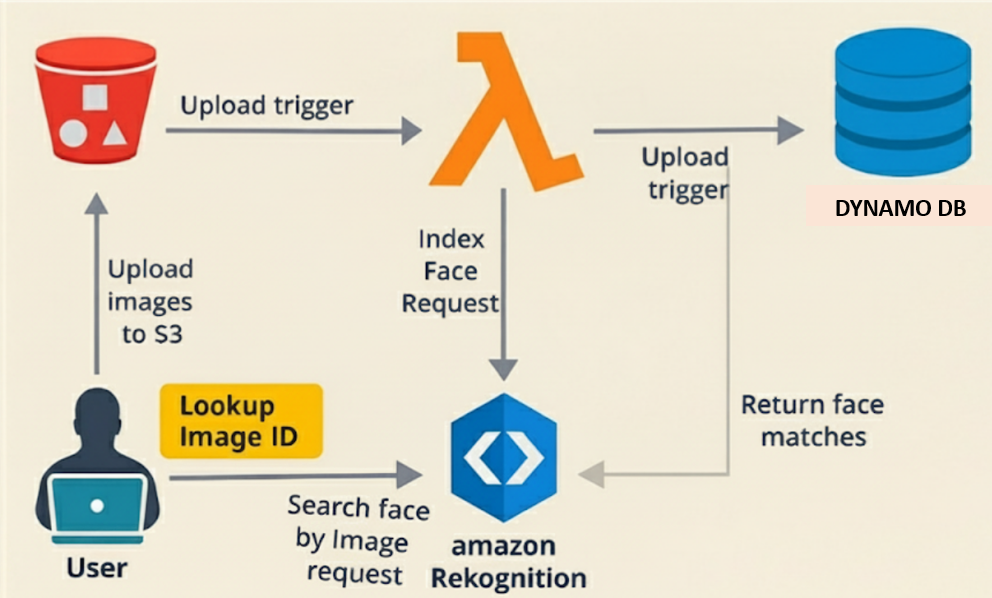 Upload trigger
Upload
trigger
DYNAMO DB
Upload
images
to S3
Index
Face
Request
Lookup
Image ID
Return face
matches
Search face
by Image
request
amazon
Rekognition
User